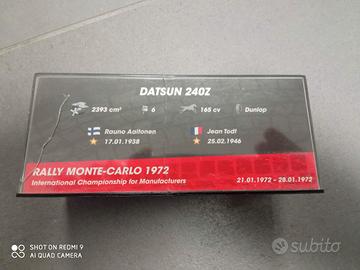 DATSUN 240Z
2393 cm³ 6 165 cv Dunlop
Rauno Aaltonen Jean Todt
17.01.1938 25.02.1946
RALLY MONTE-CARLO 1972
International Championship for Manufacturers 21.01.1972 - 28.01.1972
SHOT ON REDMI 9
AI QUAD CAMERA
subito